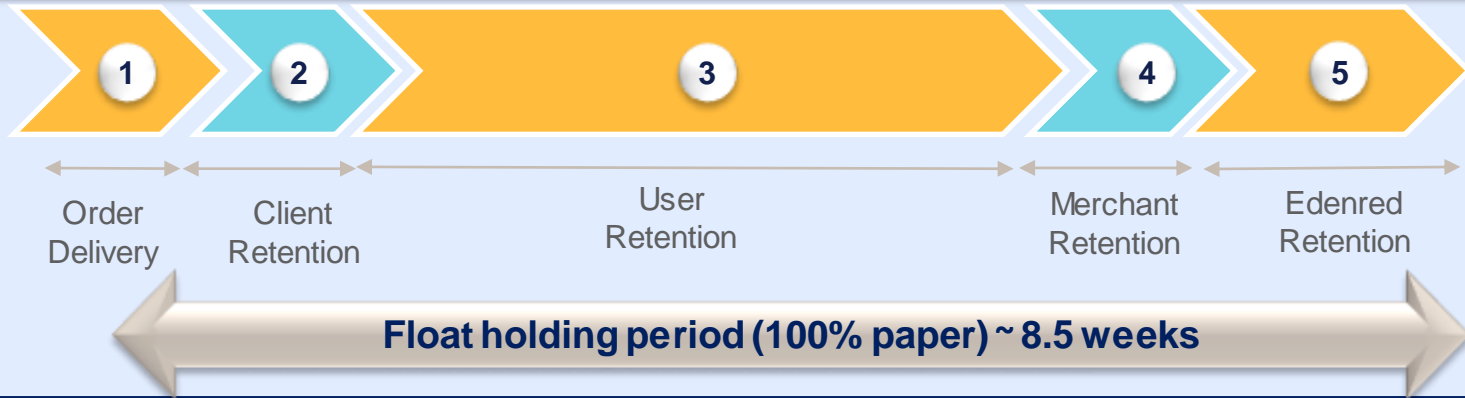 1
2
3
4
5
Order
Delivery
Client
Retention
User
Retention
Merchant
Retention
Edenred
Retention
Float holding period (100% paper) ~ 8.5 weeks